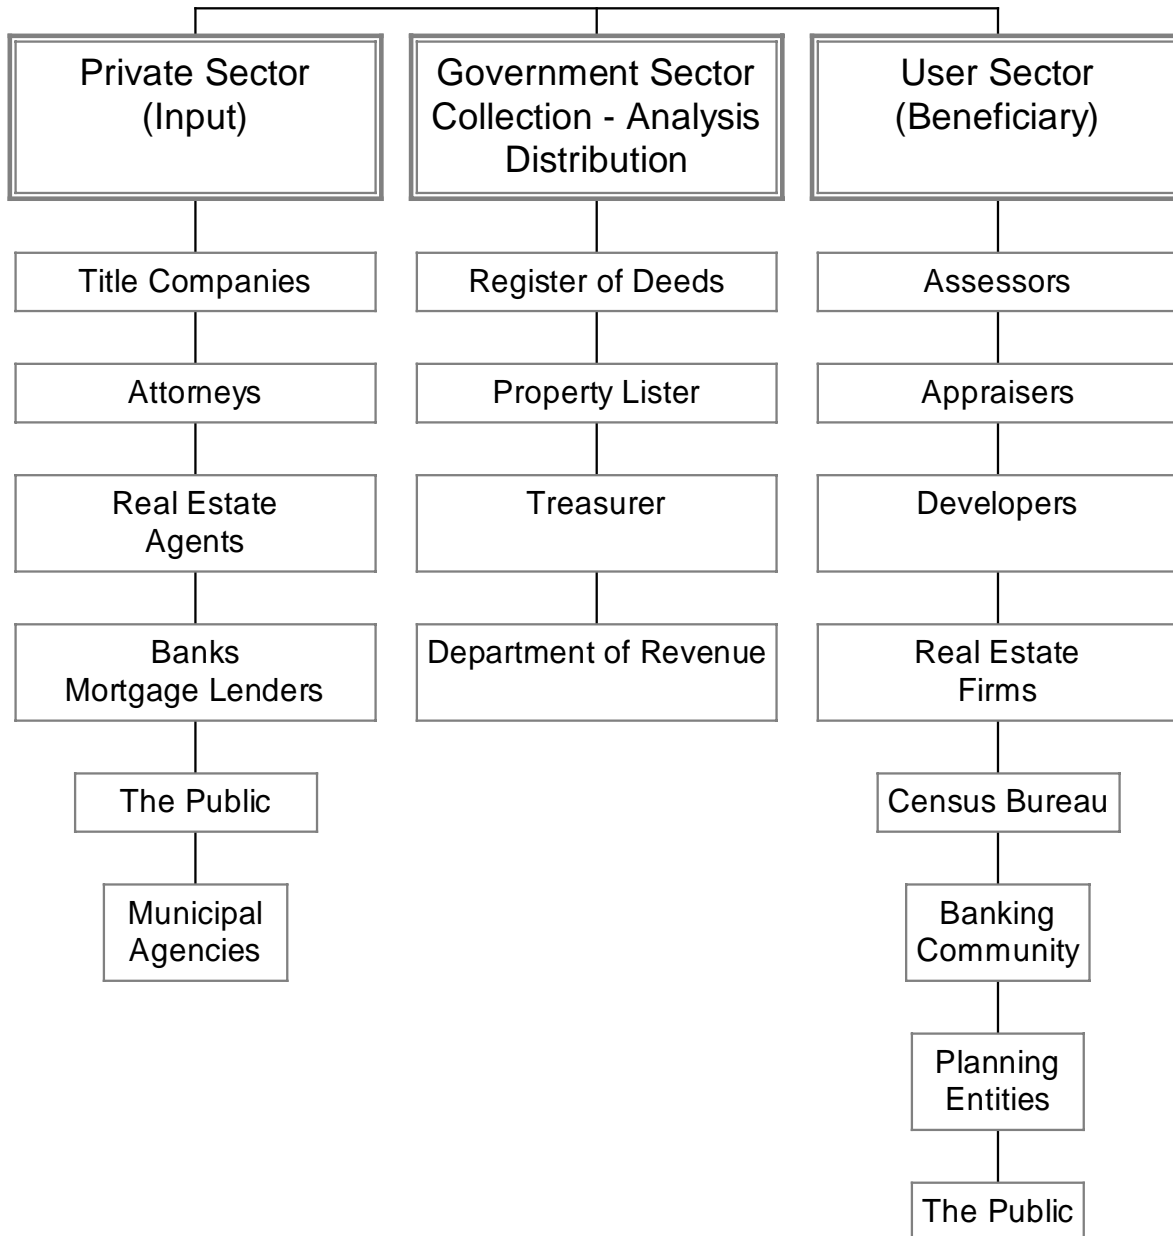 Private Sector
(Input)
Title Companies
Attorneys
Real Estate
Agents
Banks
Mortgage Lenders
The Public
Municipal
Agencies
Government Sector
Collection - Analysis
Distribution
Register of Deeds
Property Lister
Treasurer
Department of Revenue
User Sector
(Beneficiary)
Assessors
Appraisers
Developers
Real Estate
Firms
Census Bureau
Banking
Community
Planning
Entities
The Public